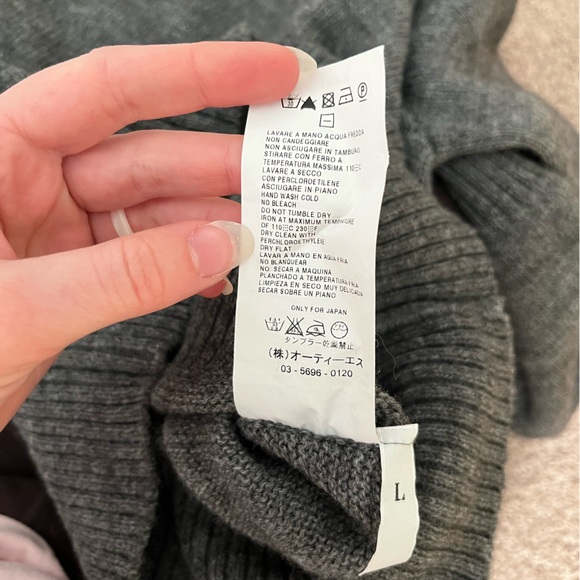 LAVARE A MANO ACQUA FREDDA
NON CANDEGGIARE
NON ASCIUGARE IN TAMBURO
STIRARE CON FERRO A
TEMPERATURA MASSIMA 110 C
LAVARE A SECCO
CON PERCLOROETILENE
ASCIUGARE IN PIANO
HAND WASH COLD
NO BLEACH
DO NOT TUMBLE DRY
IRON AT MAXIMUM TEMPERATURE
OF 110 C 230 F
DRY CLEAN WITH
PERCHLOROETHYLEIE
DRY FLAT
LAVAR A MANO EN AQUA FRIA
NO BLANQUEAR
NO SECAR A MAQUINA
PLANCHADO A TEMPERATURA FRIA
LIMPIEZA EN SECO MUY DELICADA
SECAR SOBRE UN PIANO
ONLY FOR JAPAN
タンブラー乾燥禁止
(株)オーティーエス
03-5696-0120
L